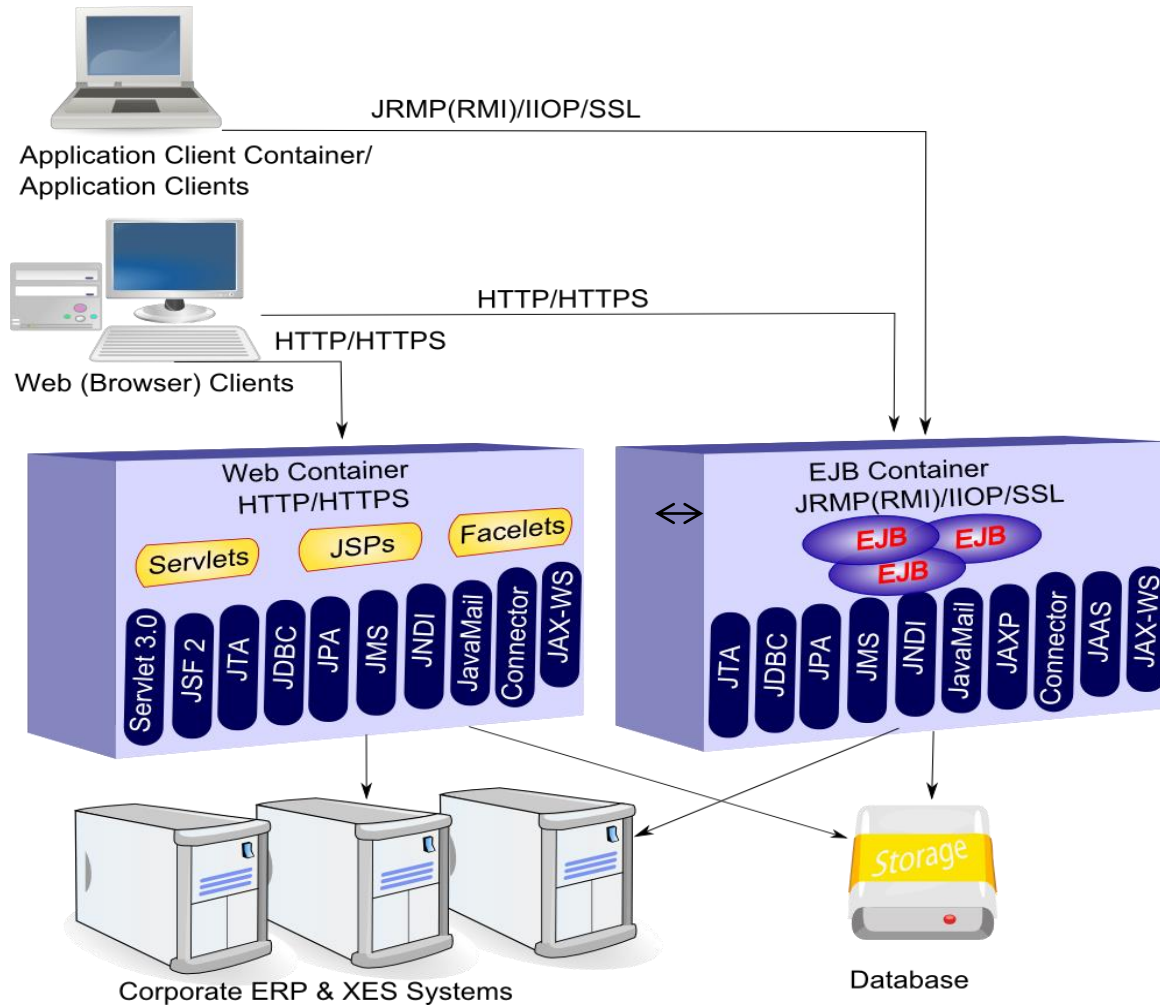 JRMP(RMI)/IIOP/SSL
Application Client Container/
Application Clients
HTTP/HTTPS
HTTP/HTTPS
Web (Browser) Clients
Web Container
HTTP/HTTPS
Servlets
JSPs
Facelets
Servlet 3.0
JSF 2
JTA
JDBC
JPA
JMS
JNDI
JavaMail
Connector
JAX-WS
EJB Container
JRMP(RMI)/IIOP/SSL
EJB
EJB
EJB
JTA
JDBC
JPA
JMS
JNDI
JavaMail
JAXP
Connector
JAAS
JAX-WS
Storage
Corporate ERP & XES Systems
Database